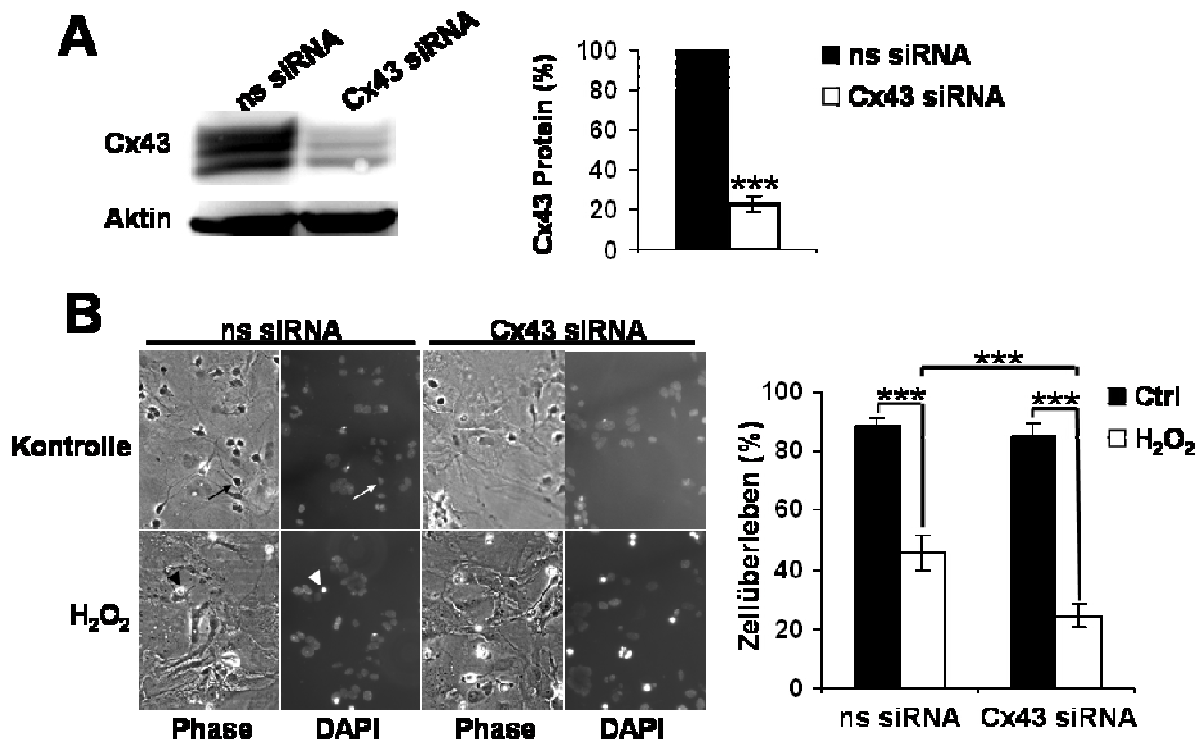 A
ns siRNA
Cx43 siRNA
Cx43
Aktin
Cx43 Protein (%)
100
80
60
40
20
0
***
ns siRNA
Cx43 siRNA
B
ns siRNA
Cx43 siRNA
Kontrolle
H₂O₂
Phase
DAPI
Phase
DAPI
Zellüberleben (%)
100
80
60
40
20
0
***
***
***
Ctrl
H₂O₂
ns siRNA
Cx43 siRNA